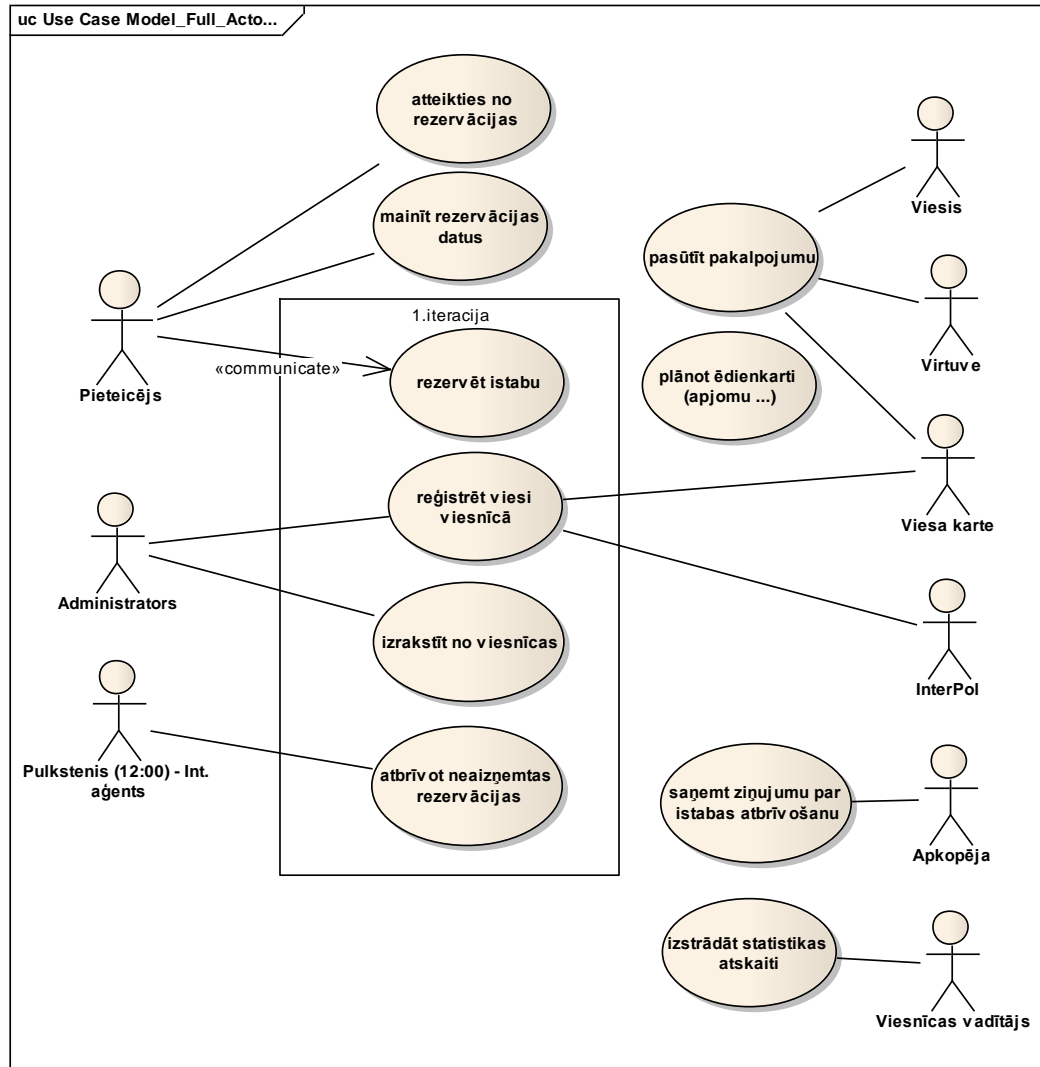 uc Use Case Model_Full_Acto...
atteikties no
rezervācijas
mainīt rezervācijas
datus
Pieteicējs
1.iteracija
«communicate»
rezervēt istabu
reģistrēt viesi
viesnīcā
Administrators
izrakstīt no viesnīcas
Pulkstenis (12:00) - Int.
aģents
atbrīvot neaizņemtas
rezervācijas
Viesis
pasūtīt pakalpojumu
Virtuve
plānot ēdienkarti
(apjomu ...)
Viesa karte
InterPol
saņemt ziņujumu par
istabas atbrīvošanu
Apkopēja
izstrādāt statistikas
atskaiti
Viesnīcas vadītājs